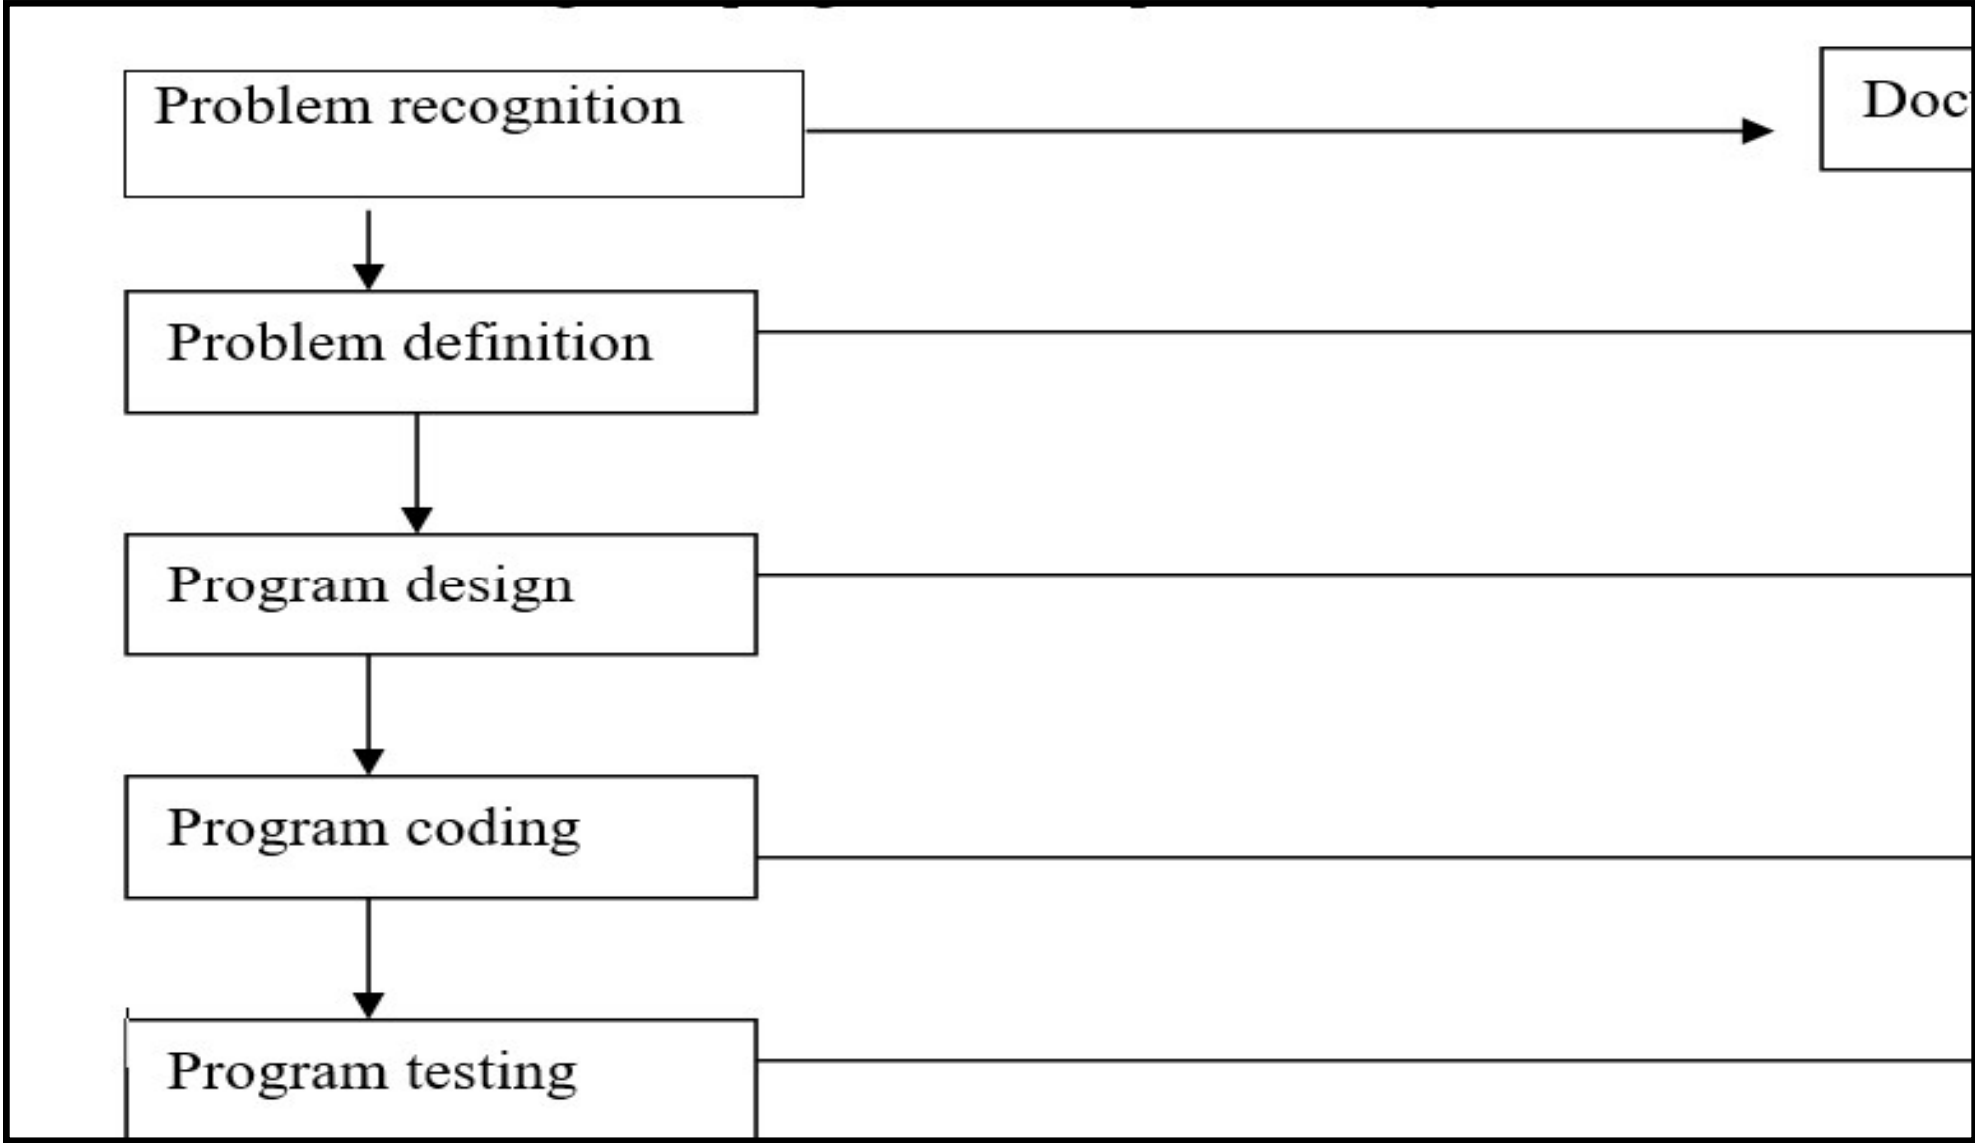 Problem recognition
Problem definition
Program design
Program coding
Program testing